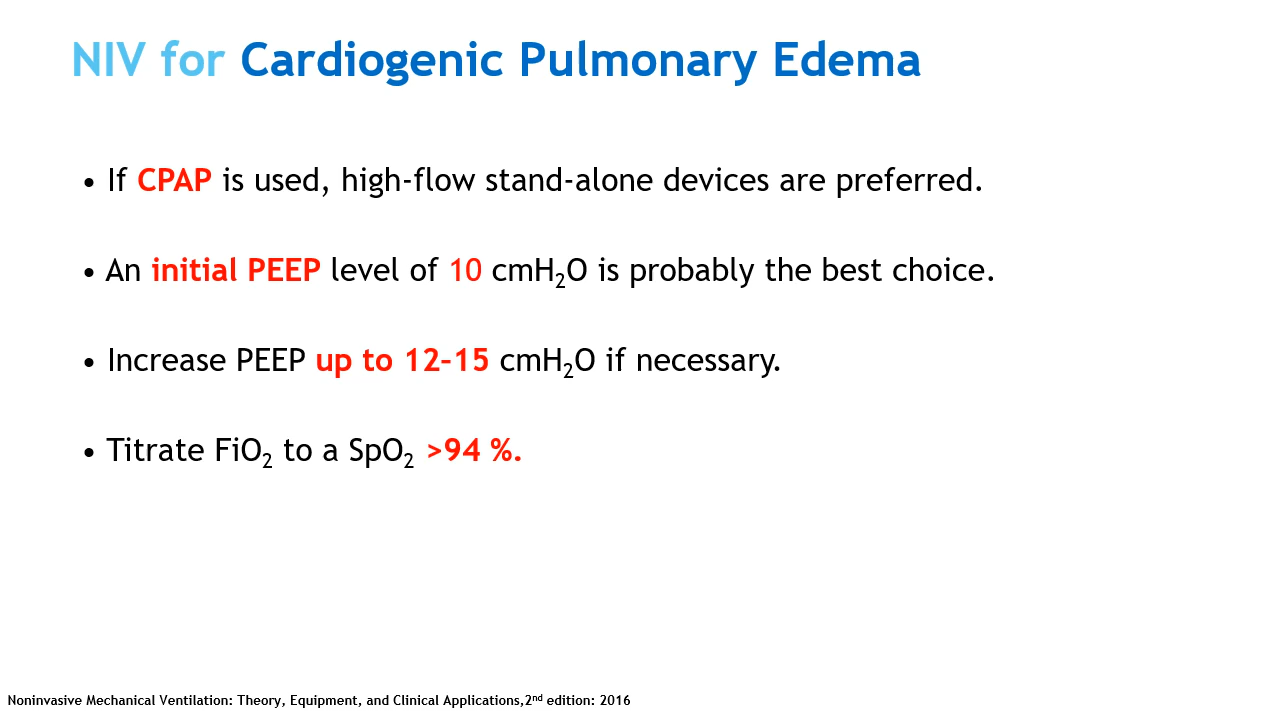 NIV for Cardiogenic Pulmonary Edema
• If CPAP is used, high-flow stand-alone devices are preferred.
• An initial PEEP level of 10 cmH₂O is probably the best choice.
• Increase PEEP up to 12–15 cmH₂O if necessary.
• Titrate FiO₂ to a SpO₂ >94 %.
Noninvasive Mechanical Ventilation: Theory, Equipment, and Clinical Applications,2nd edition: 2016